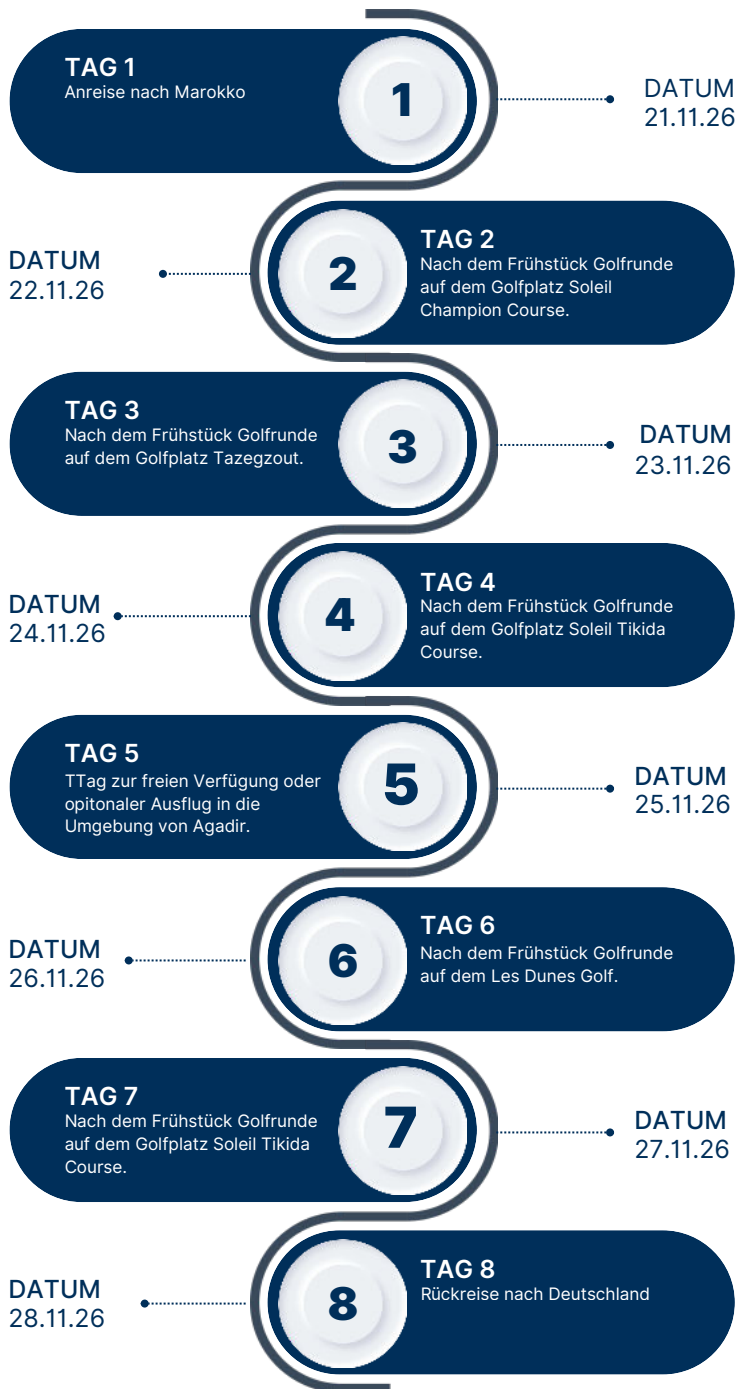 TAG 1
Anreise nach Marokko
1
DATUM
21.11.26
DATUM
22.11.26
2
TAG 2
Nach dem Frühstück Golfrunde
auf dem Golfplatz Soleil
Champion Course.
TAG 3
Nach dem Frühstück Golfrunde
auf dem Golfplatz Tazegzout.
3
DATUM
23.11.26
DATUM
24.11.26
4
TAG 4
Nach dem Frühstück Golfrunde
auf dem Golfplatz Soleil Tikida
Course.
TAG 5
TTag zur freien Verfügung oder
opitonaler Ausflug in die
Umgebung von Agadir.
5
DATUM
25.11.26
DATUM
26.11.26
6
TAG 6
Nach dem Frühstück Golfrunde
auf dem Les Dunes Golf.
TAG 7
Nach dem Frühstück Golfrunde
auf dem Golfplatz Soleil Tikida
Course.
7
DATUM
27.11.26
DATUM
28.11.26
8
TAG 8
Rückreise nach Deutschland